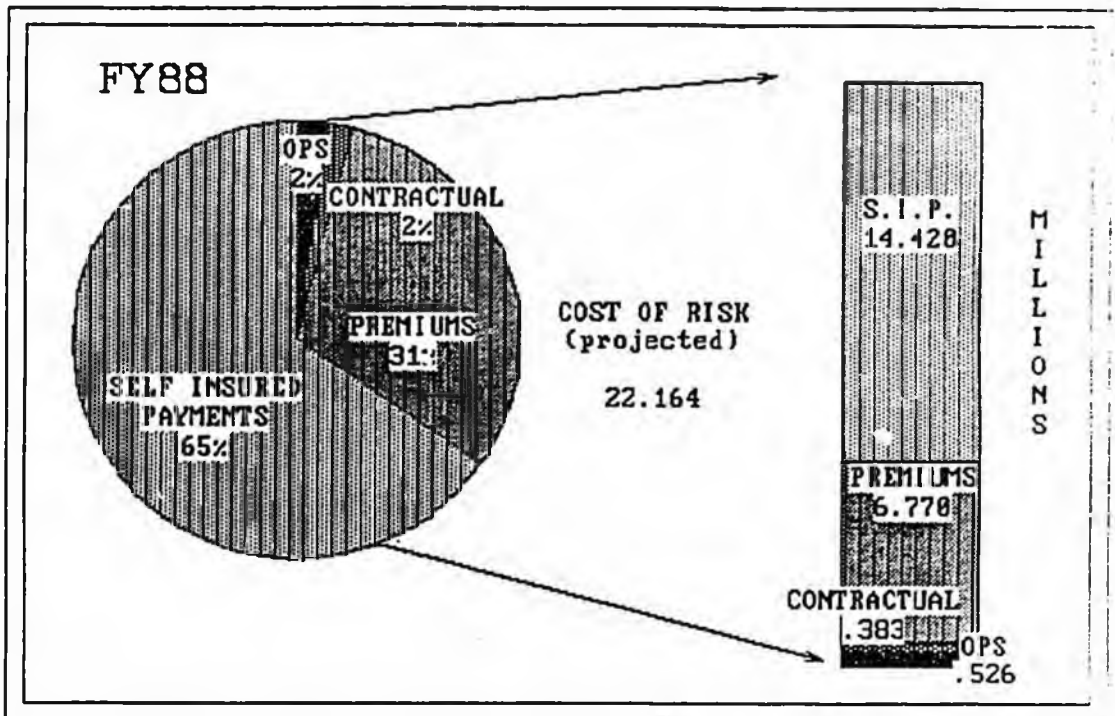 FY88
OPS
2%
CONTRACTUAL
2%
PREMIUMS
31%
SELF INSURED
PAYMENTS
65%
COST OF RISK
(projected)
22.164
S.I.P.
14.428
PREMIUMS
6.770
CONTRACTUAL
.383
OPS
.526
MILLIONS